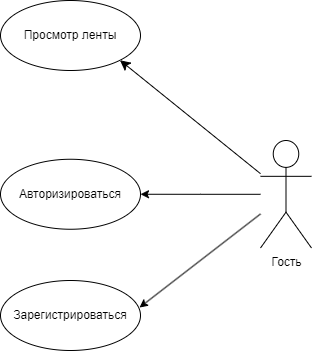 Просмотр ленты
Авторизироваться
Гость
Зарегистрироваться